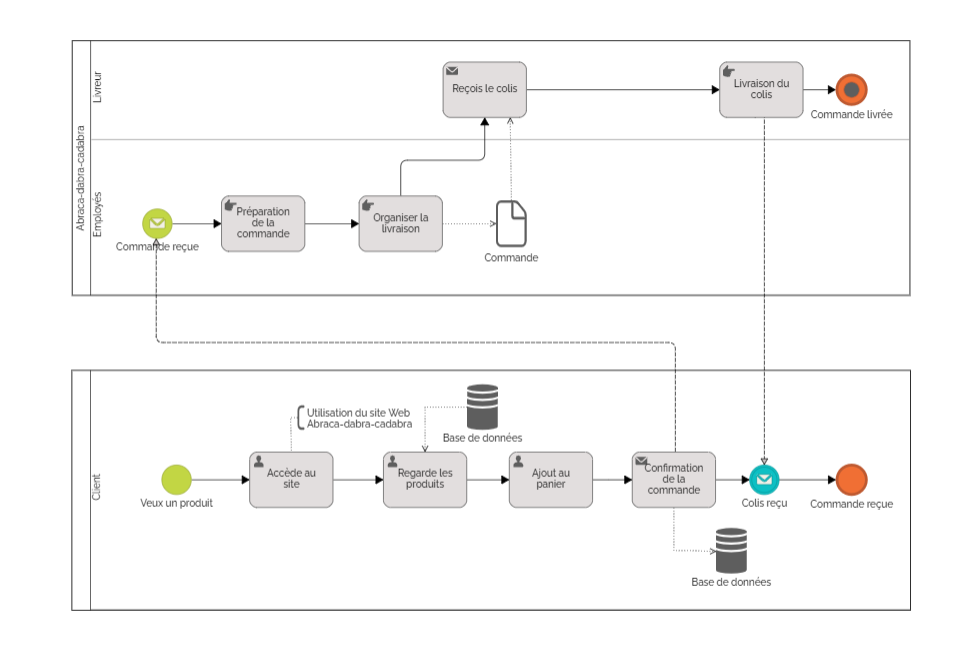 Abraca-dabra-cadabra
Livreur
Reçois le colis
Livraison du
colis
Commande livrée
Employés
Commande reçue
Préparation
de la
commande
Organiser la
livraison
Commande
Client
Veux un produit
Accède au
site
Utilisation du site Web
Abraca-dabra-cadabra
Regarde les
produits
Base de données
Ajout au
panier
Confirmation
de la
commande
Colis reçu
Commande reçue
Base de données